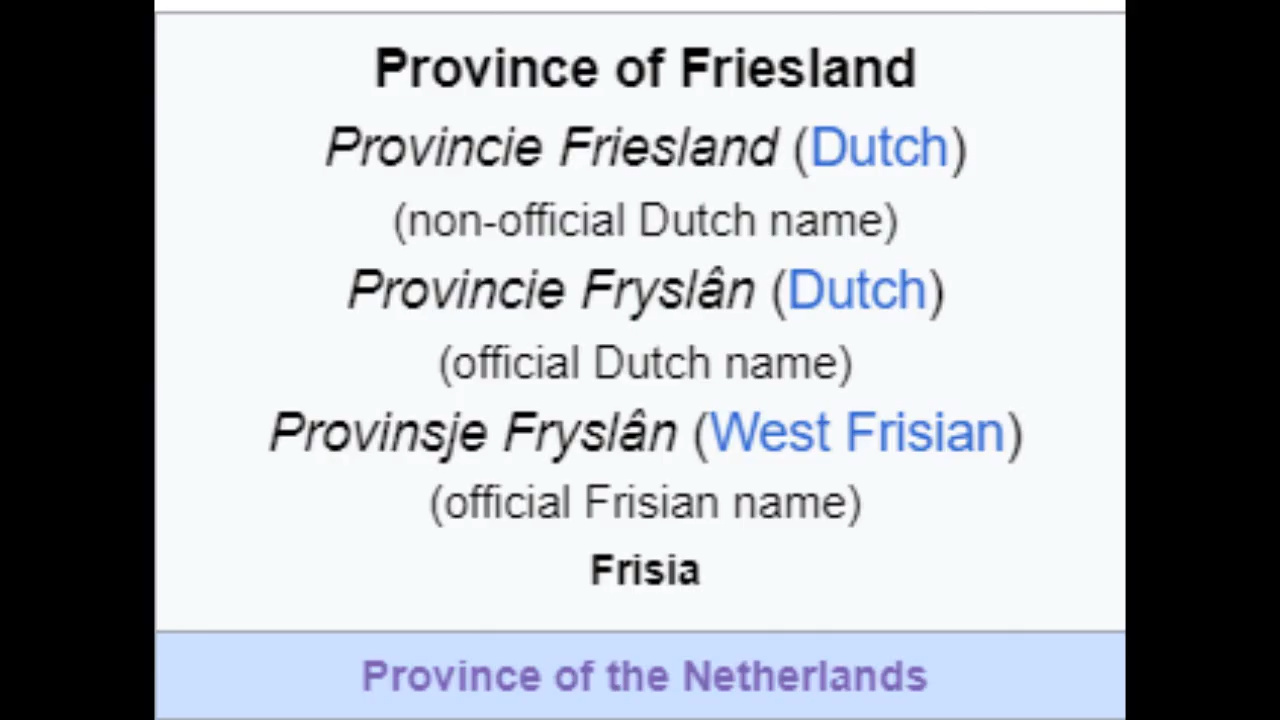 Province of Friesland
Provincie Friesland (Dutch)
(non-official Dutch name)
Provincie Fryslân (Dutch)
(official Dutch name)
Provinsje Fryslân (West Frisian)
(official Frisian name)
Frisia
Province of the Netherlands